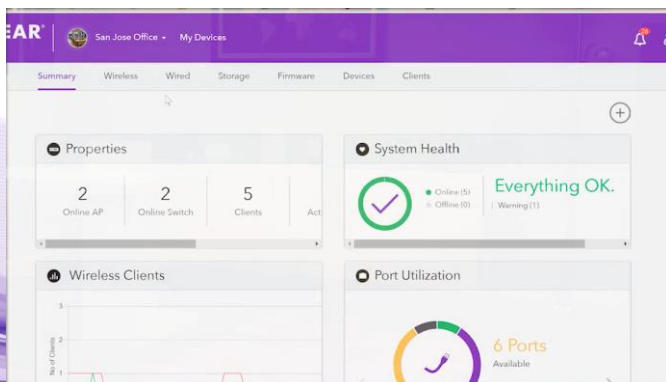 EAR
San Jose Office My Devices
26
Summary Wireless Wired Storage Firmware Devices Clients
Properties
2 2 5
Online AP Online Switch Clients Act
System Health
Online (5)
Offline (0)
Everything OK.
Warning (1)
Wireless Clients
3
2
1
No of Clients
Port Utilization
6 Ports
Available